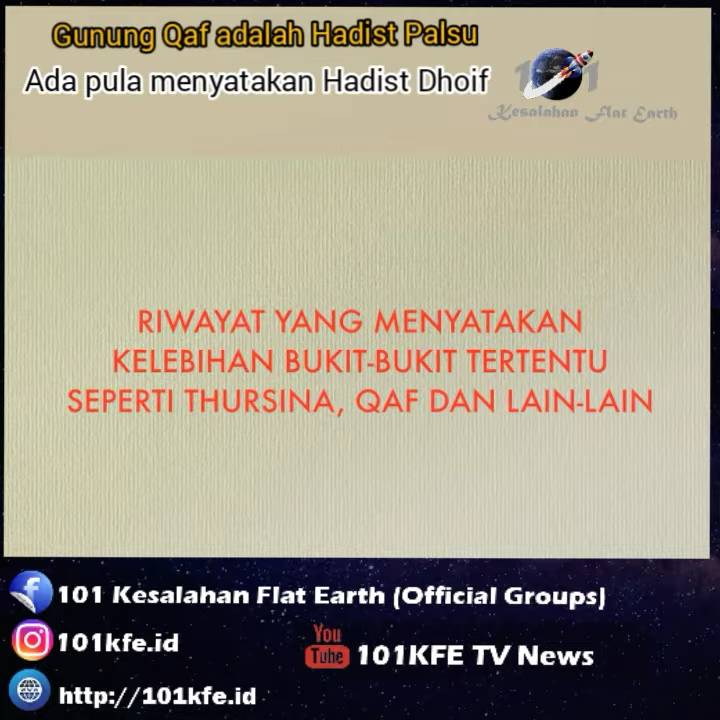 Gunung Qaf adalah Hadist Palsu
Ada pula menyatakan Hadist Dhoif
101
Kesalahan Flat Earth
RIWAYAT YANG MENYATAKAN
KELEBIHAN BUKIT-BUKIT TERTENTU
SEPERTI THURSINA, QAF DAN LAIN-LAIN
101 Kesalahan Flat Earth (Official Groups)
101kfe.id
You
Tube 101KFE TV News
http://101kfe.id